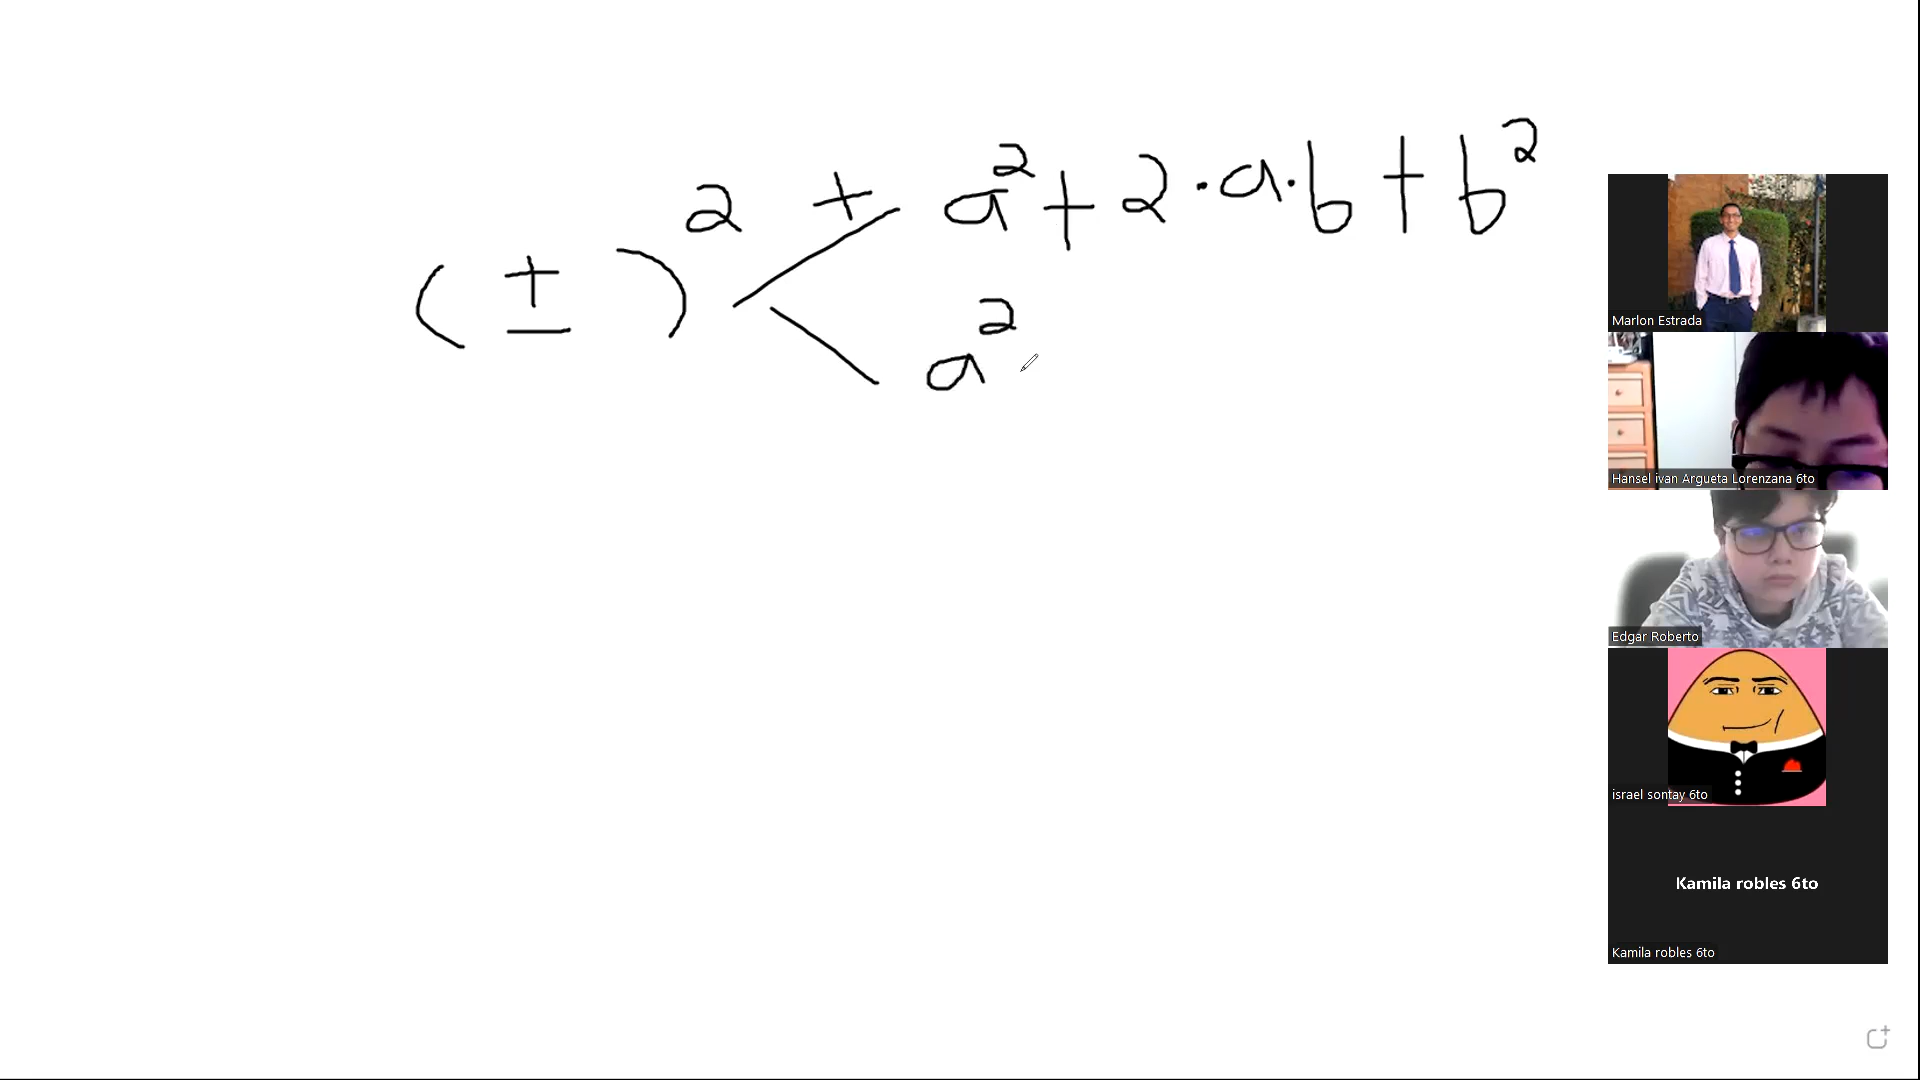 2 + a² + 2·a·b + b²
( ± )
a²
Marlon Estrada
Hansel ivan Argueta Lorenzana 6to
Edgar Roberto
israel sontay 6to
Kamila robles 6to
Kamila robles 6to